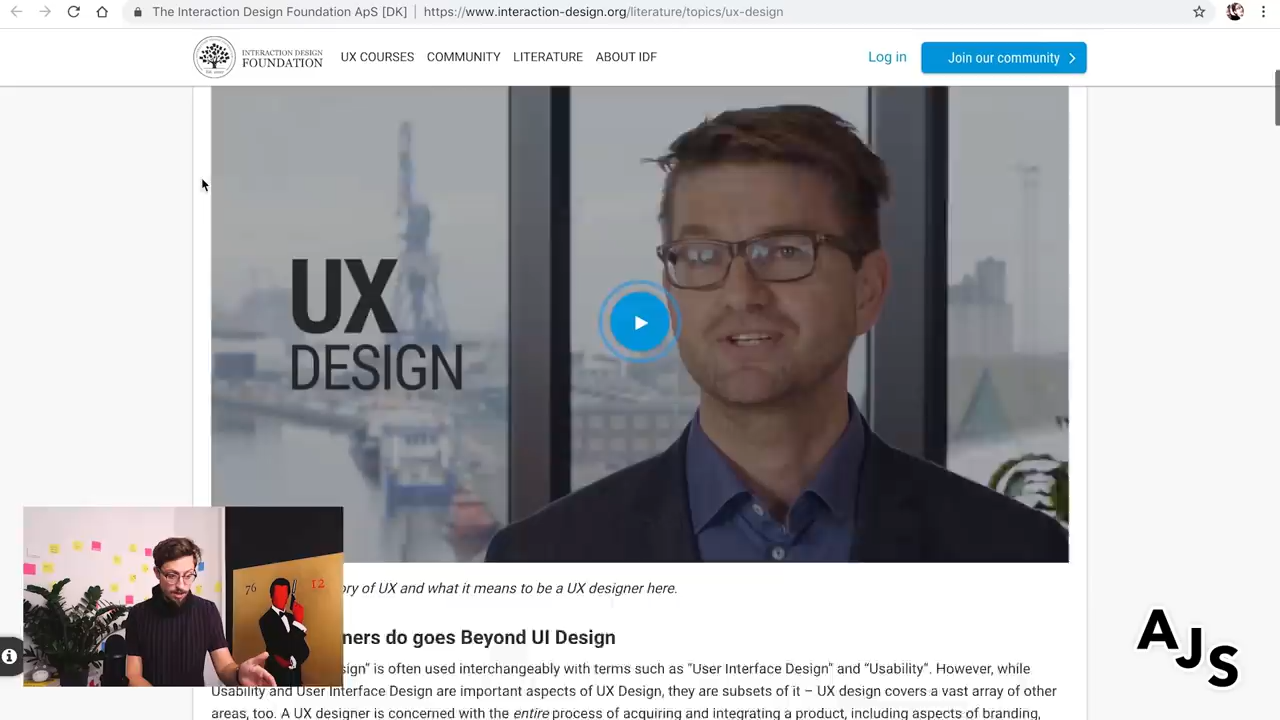 The Interaction Design Foundation ApS [DK] | https://www.interaction-design.org/literature/topics/ux-design
INTERACTION DESIGN
FOUNDATION
UX COURSES COMMUNITY LITERATURE ABOUT IDF
Log in
Join our community
UX
DESIGN
76
12
ory of UX and what it means to be a UX designer here.
ners do goes Beyond UI Design
sign” is often used interchangeably with terms such as “User Interface Design” and “Usability”. However, while
Usability and User Interface Design are important aspects of UX Design, they are subsets of it – UX design covers a vast array of other
areas, too. A UX designer is concerned with the entire process of acquiring and integrating a product, including aspects of branding,
AJS